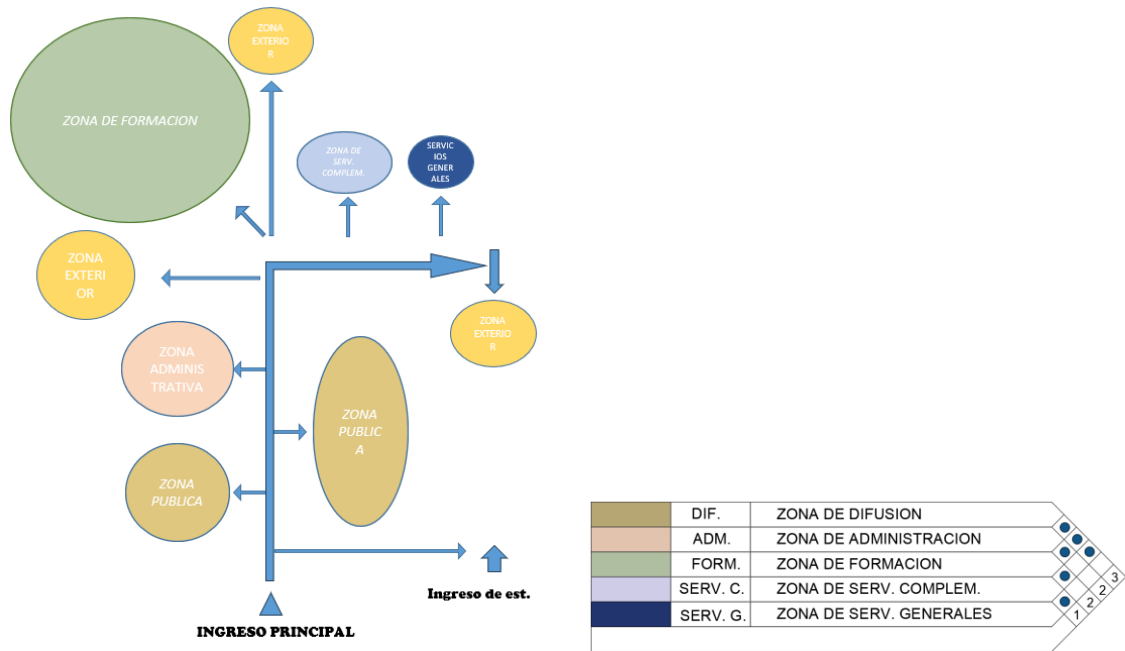 ZONA
EXTERIO
R
ZONA DE FORMACION
ZONA DE
SERV.
COMPLEM.
SERVIC
IOS
GENER
ALES
ZONA
EXTERI
OR
ZONA
EXTERIO
R
ZONA
ADMINIS
TRATIVA
ZONA
PUBLIC
A
ZONA
PUBLICA
Ingreso de est.
INGRESO PRINCIPAL
DIF. ZONA DE DIFUSION
ADM. ZONA DE ADMINISTRACION
FORM. ZONA DE FORMACION
SERV. C. ZONA DE SERV. COMPLEM.
SERV. G. ZONA DE SERV. GENERALES
3
2
2
1